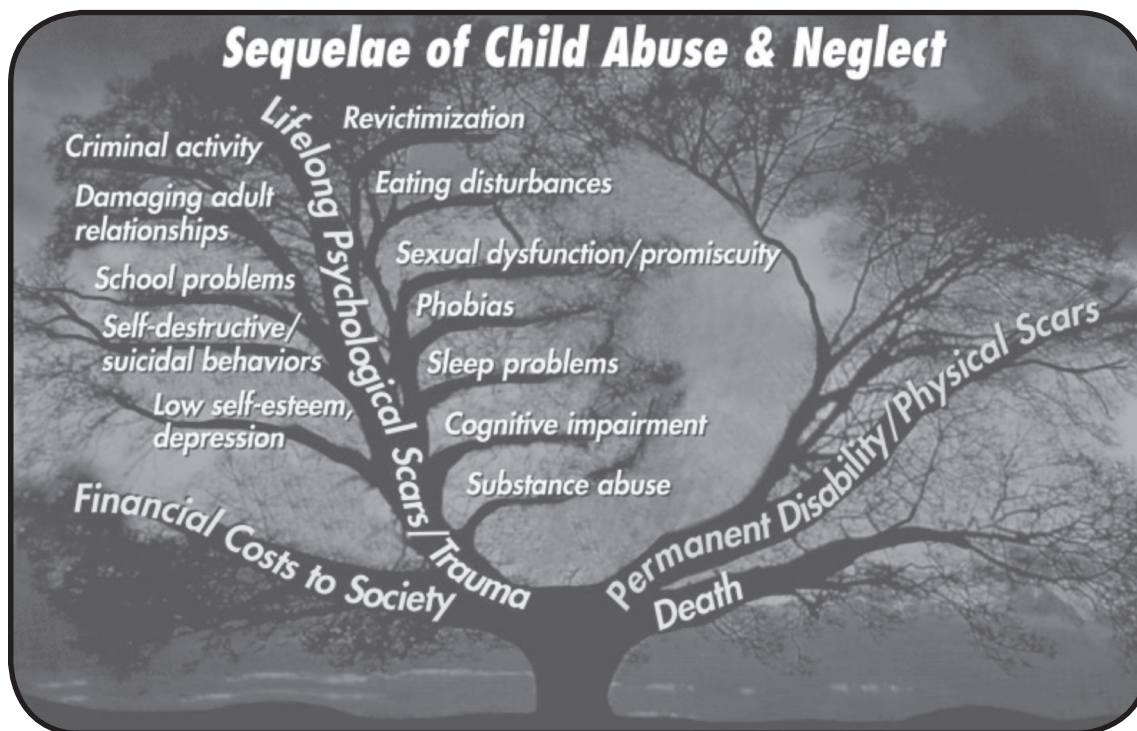 Sequelae of Child Abuse & Neglect
Lifelong Psychological Scars/Trauma
Criminal activity
Damaging adult
relationships
School problems
Self-destructive/
suicidal behaviors
Low self-esteem,
depression
Revictimization
Eating disturbances
Sexual dysfunction/promiscuity
Phobias
Sleep problems
Cognitive impairment
Substance abuse
Financial Costs to Society
Permanent Disability/Physical Scars
Death